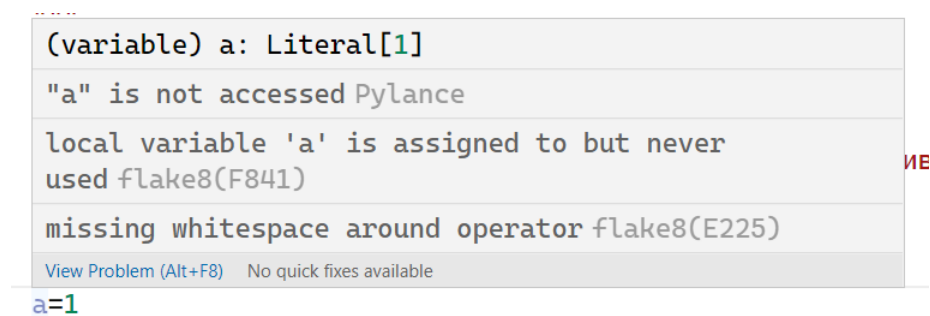 (variable) a: Literal[1]
"a" is not accessed Pylance
local variable 'a' is assigned to but never
used flake8(F841)
ив
missing whitespace around operator flake8(E225)
View Problem (Alt+F8) No quick fixes available
a=1